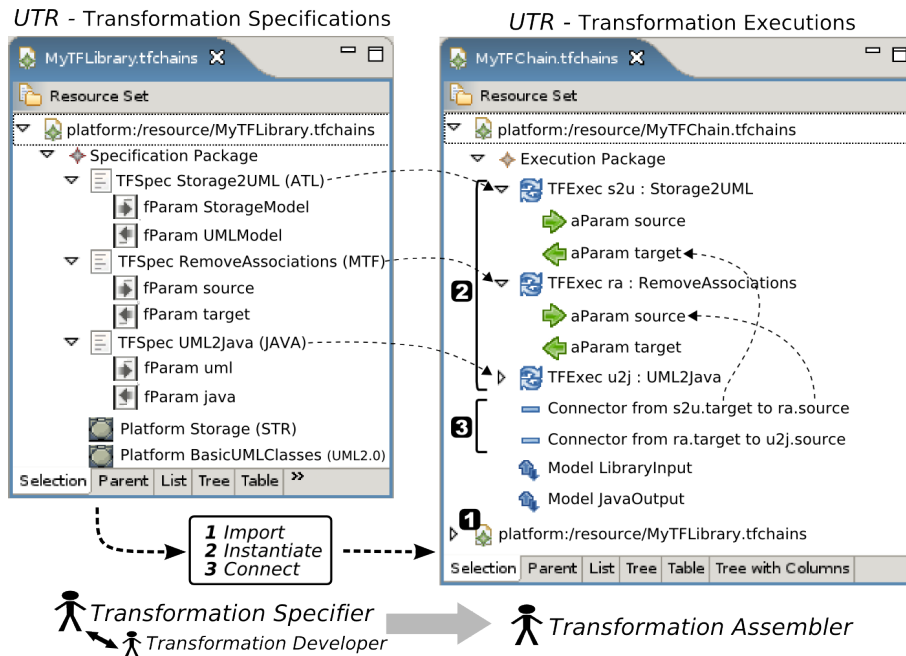 UTR - Transformation Specifications
MyTFLibrary.tfchains
Resource Set
platform:/resource/MyTFLibrary.tfchains
Specification Package
TFSpec Storage2UML (ATL)
fParam StorageModel
fParam UMLModel
TFSpec RemoveAssociations (MTF)
fParam source
fParam target
TFSpec UML2Java (JAVA)
fParam uml
fParam java
Platform Storage (STR)
Platform BasicUMLClasses (UML2.0)
Selection Parent List Tree Table »
UTR - Transformation Executions
MyTFChain.tfchains
Resource Set
platform:/resource/MyTFChain.tfchains
Execution Package
TFExec s2u : Storage2UML
aParam source
aParam target
2
TFExec ra : RemoveAssociations
aParam source
aParam target
TFExec u2j : UML2Java
3
Connector from s2u.target to ra.source
Connector from ra.target to u2j.source
Model LibraryInput
Model JavaOutput
1
platform:/resource/MyTFLibrary.tfchains
Selection Parent List Tree Table Tree with Columns
1 Import
2 Instantiate
3 Connect
Transformation Specifier
Transformation Developer
Transformation Assembler